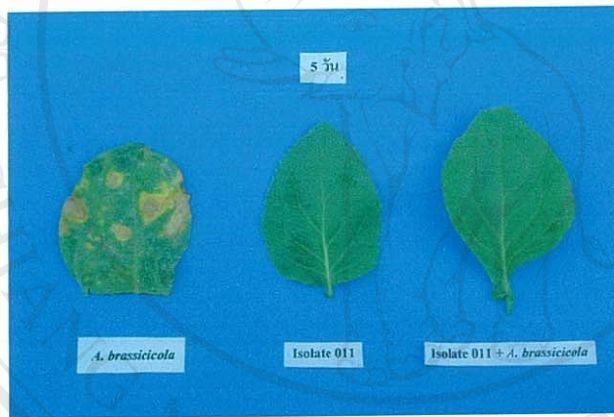 5 วัน
A. brassicicola
Isolate 011
Isolate 011 + A. brassicicola